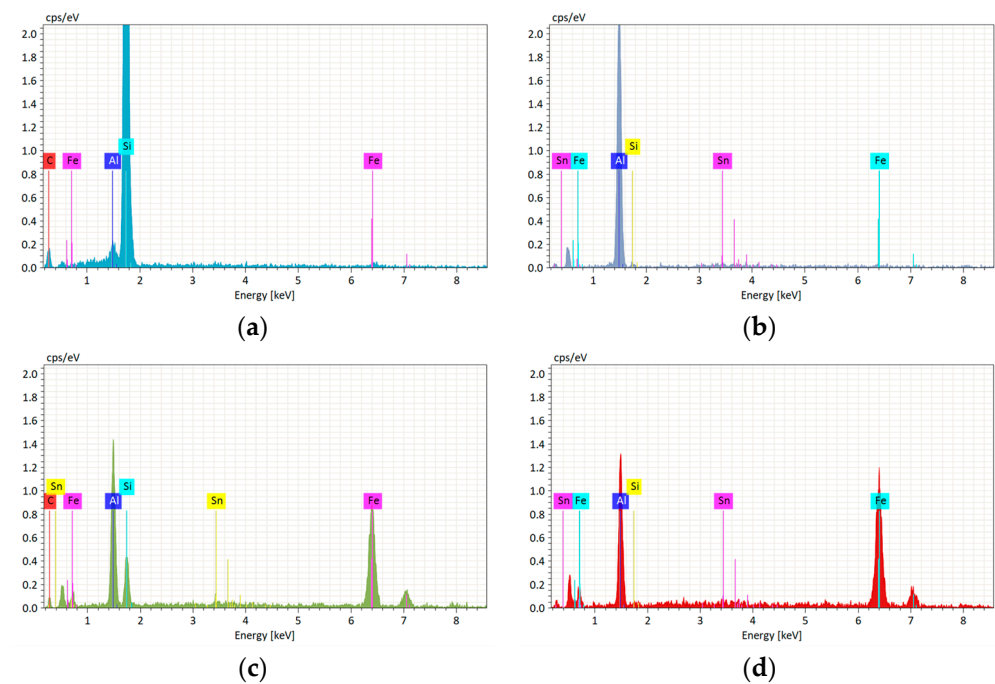 cps/eV
2.0
1.8
1.6
1.4
1.2
1.0
0.8
0.6
0.4
0.2
0.0
C Fe Al Si Fe
1 2 3 4 5 6 7 8
Energy [keV]
(a)
cps/eV
2.0
1.8
1.6
1.4
1.2
1.0
0.8
0.6
0.4
0.2
0.0
Sn Fe Al Si Sn Fe
1 2 3 4 5 6 7 8
Energy [keV]
(b)
cps/eV
2.0
1.8
1.6
1.4
1.2
1.0
0.8
0.6
0.4
0.2
0.0
Sn Si Sn
C Fe Al Fe
1 2 3 4 5 6 7 8
Energy [keV]
(c)
cps/eV
2.0
1.8
1.6
1.4
1.2
1.0
0.8
0.6
0.4
0.2
0.0
Si
Sn Fe Al Sn Fe
1 2 3 4 5 6 7 8
Energy [keV]
(d)